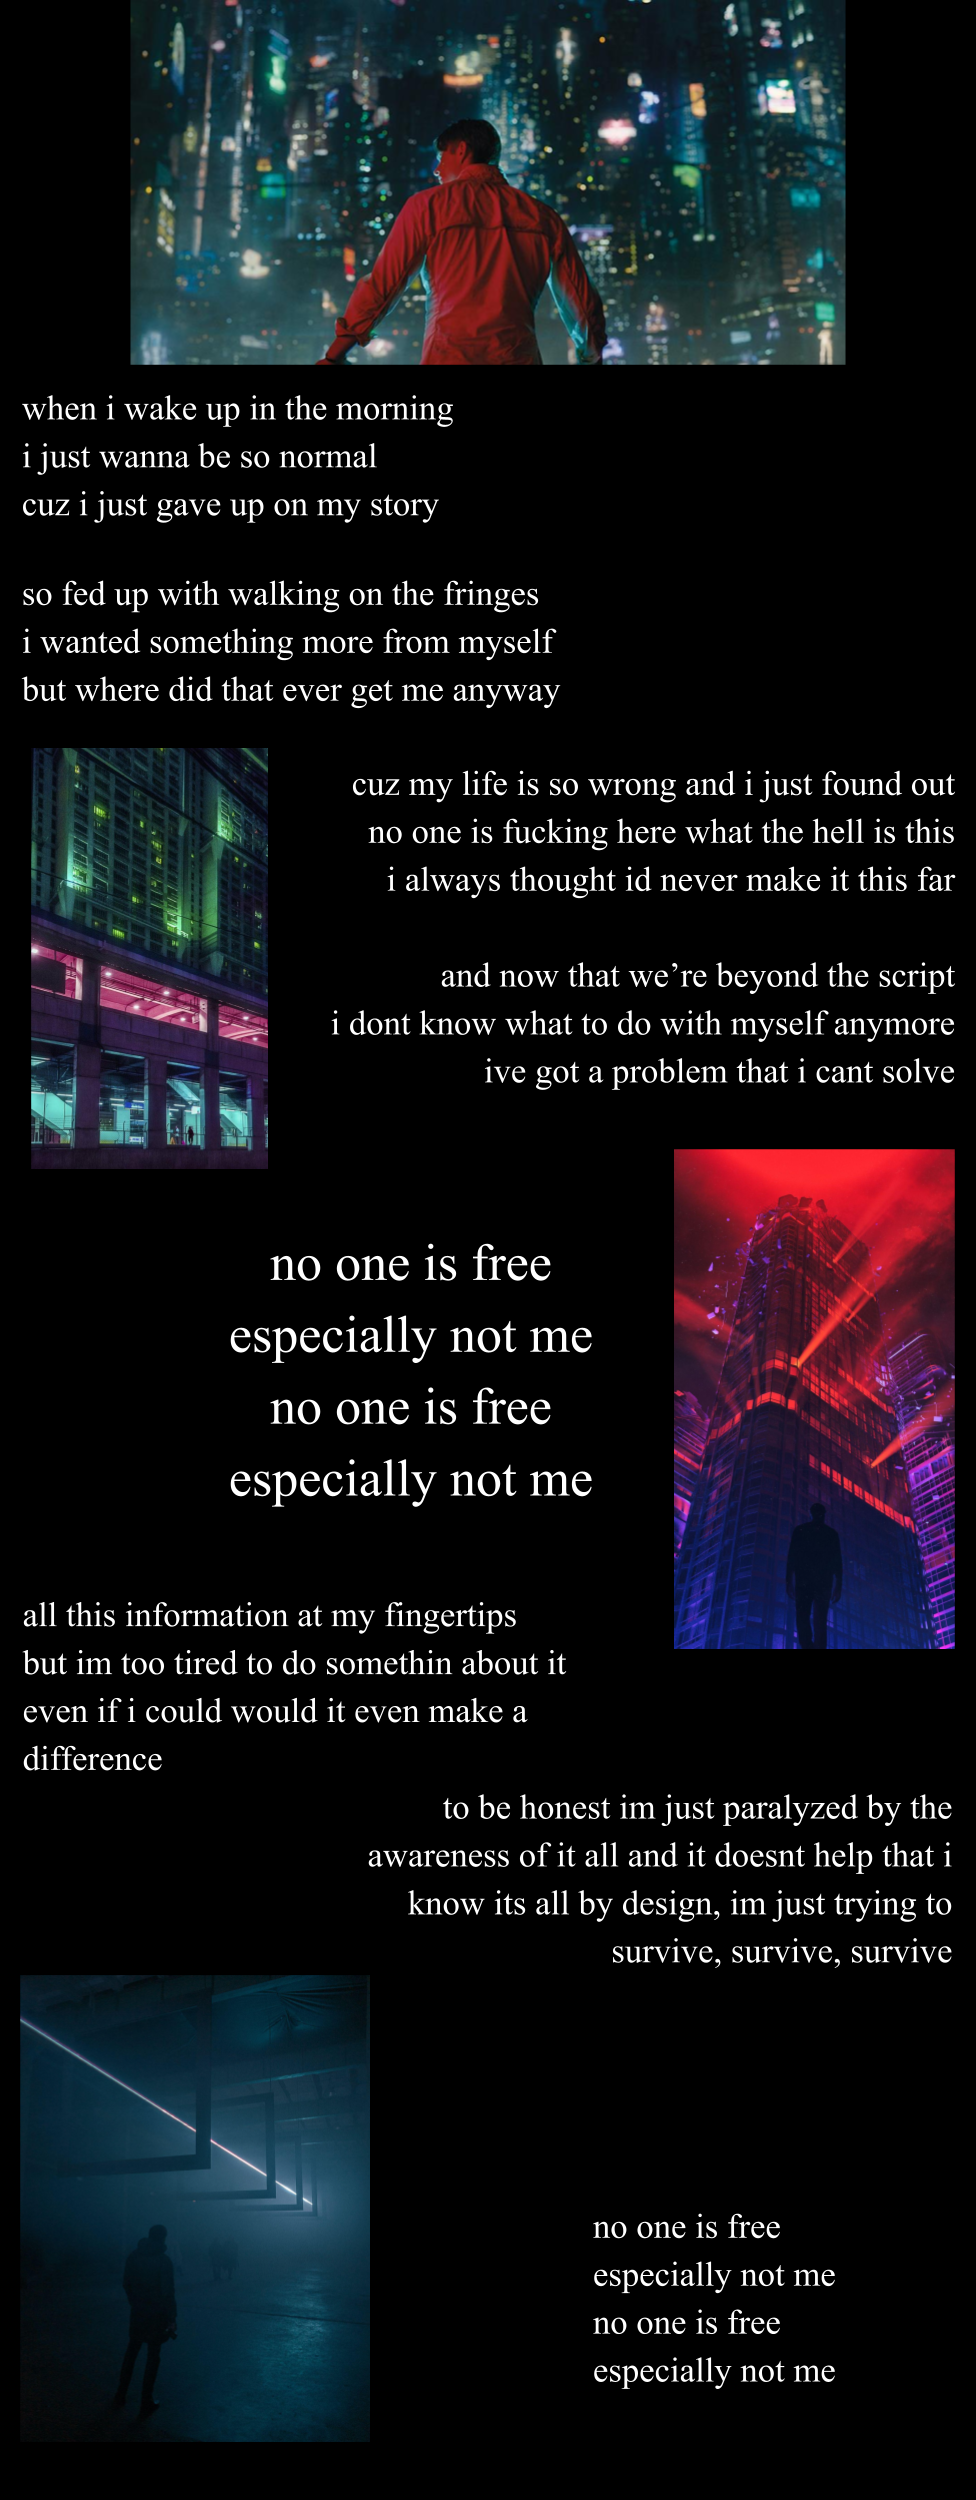 when i wake up in the morning
i just wanna be so normal
cuz i just gave up on my story
so fed up with walking on the fringes
i wanted something more from myself
but where did that ever get me anyway
cuz my life is so wrong and i just found out
no one is fucking here what the hell is this
i always thought id never make it this far
and now that we’re beyond the script
i dont know what to do with myself anymore
ive got a problem that i cant solve
no one is free
especially not me
no one is free
especially not me
all this information at my fingertips
but im too tired to do somethin about it
even if i could would it even make a
difference
to be honest im just paralyzed by the
awareness of it all and it doesnt help that i
know its all by design, im just trying to
survive, survive, survive
no one is free
especially not me
no one is free
especially not me